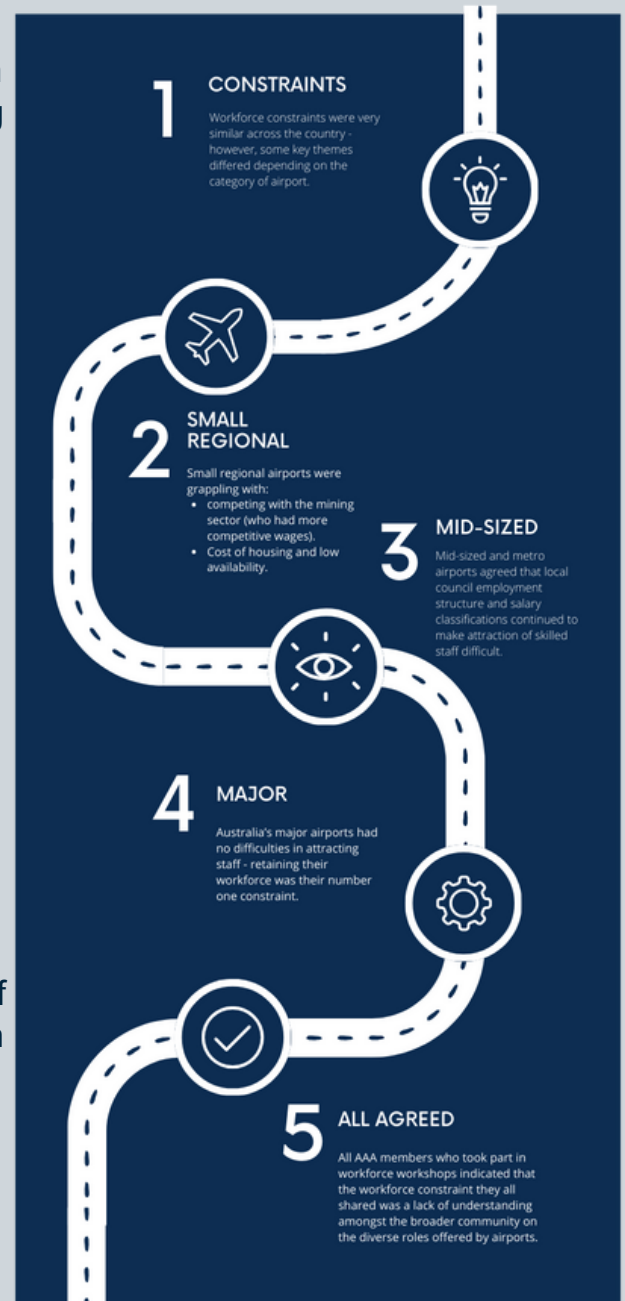 1
CONSTRAINTS
Workforce constraints were very
similar across the country -
however, some key themes
differed depending on the
category of airport.
2
SMALL
REGIONAL
Small regional airports were
grappling with:
• competing with the mining
sector (who had more
competitive wages).
• Cost of housing and low
availability.
3
MID-SIZED
Mid-sized and metro
airports agreed that local
council employment
structure and salary
classifications continued to
make attraction of skilled
staff difficult.
4
MAJOR
Australia's major airports had
no difficulties in attracting
staff - retaining their
workforce was their number
one constraint.
5
ALL AGREED
All AAA members who took part in
workforce workshops indicated that
the workforce constraint they all
shared was a lack of understanding
amongst the broader community on
the diverse roles offered by airports.